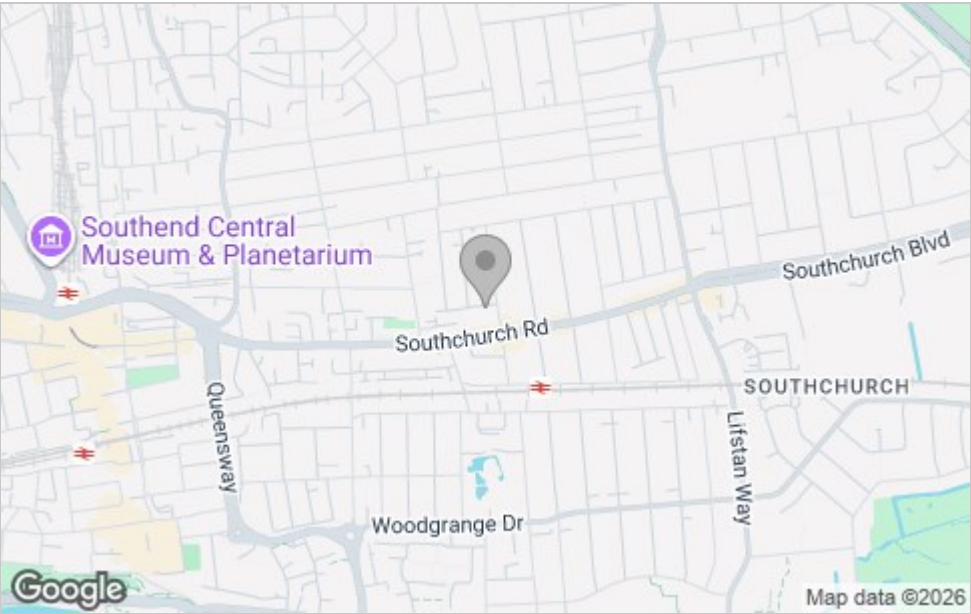 Southend Central
Museum & Planetarium
Southchurch Blvd
Southchurch Rd
SOUTHCHURCH
Queensway
Lifstan Way
Woodgrange Dr
Google
Map data ©2026